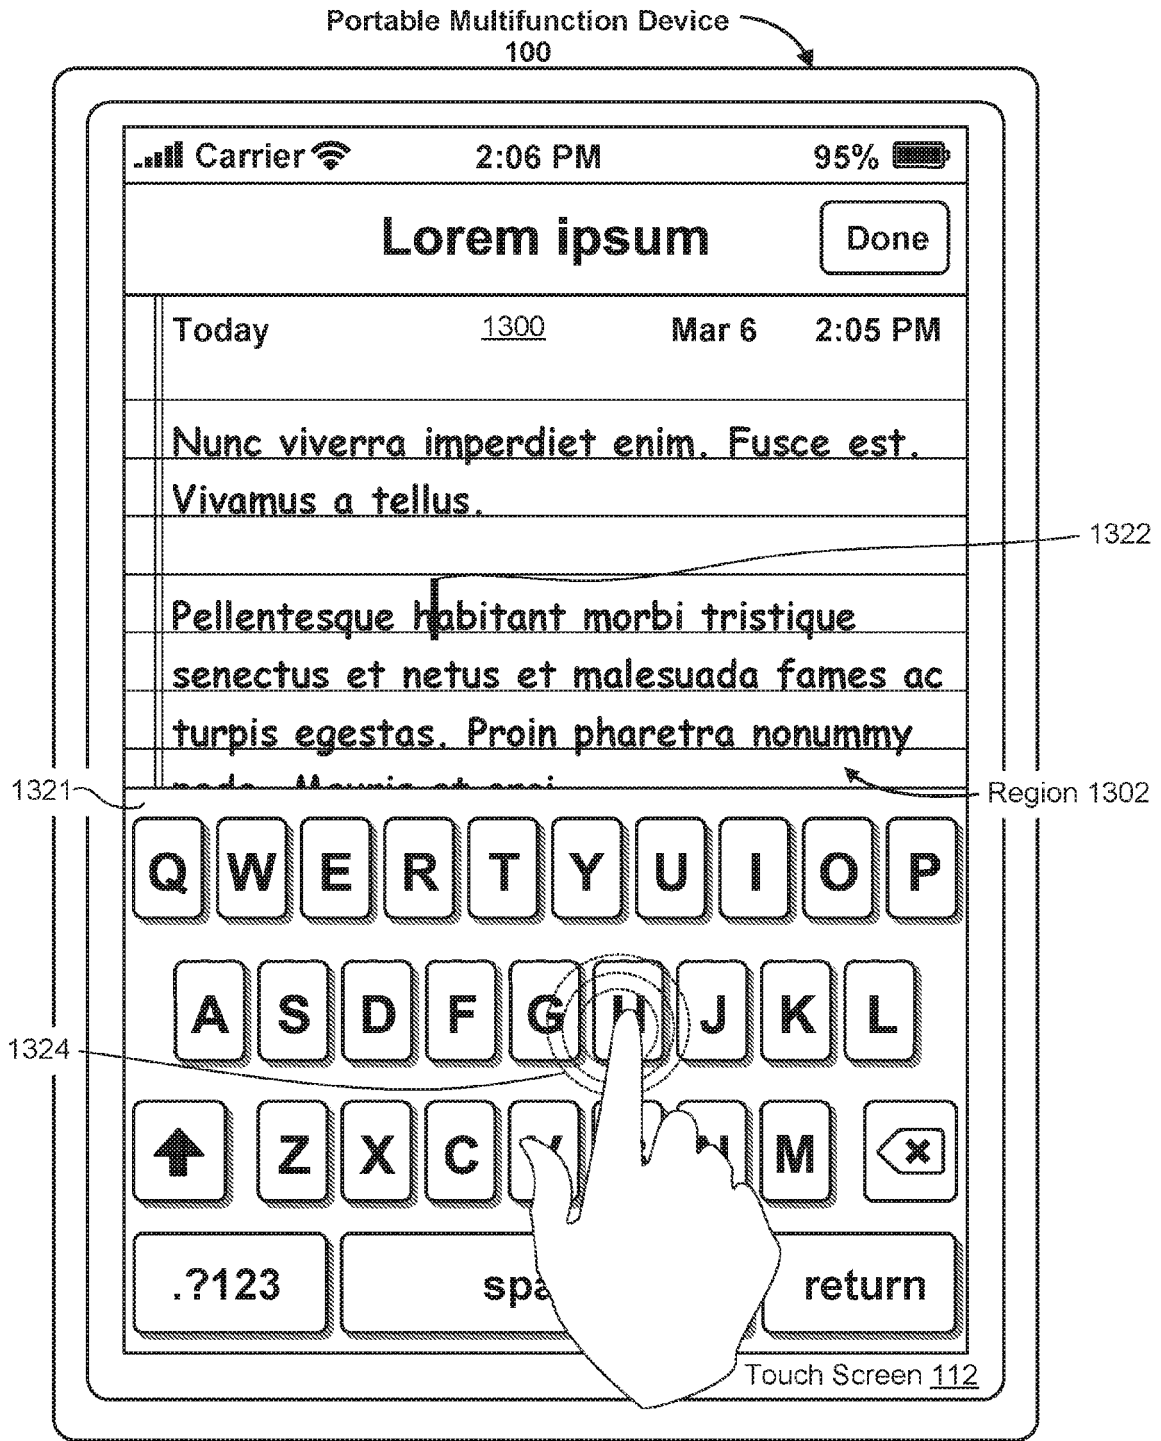 Portable Multifunction Device
100
Carrier 2:06 PM 95%
Lorem ipsum Done
Today 1300 Mar 6 2:05 PM
Nunc viverra imperdiet enim. Fusce est.
Vivamus a tellus.
1322
Pellentesque habitant morbi tristique
senectus et netus et malesuada fames ac
turpis egestas. Proin pharetra nonummy
1321
Region 1302
Q W E R T Y U I O P
A S D F G H J K L
1324
Z X C V N M
.?123 spa return
Touch Screen 112